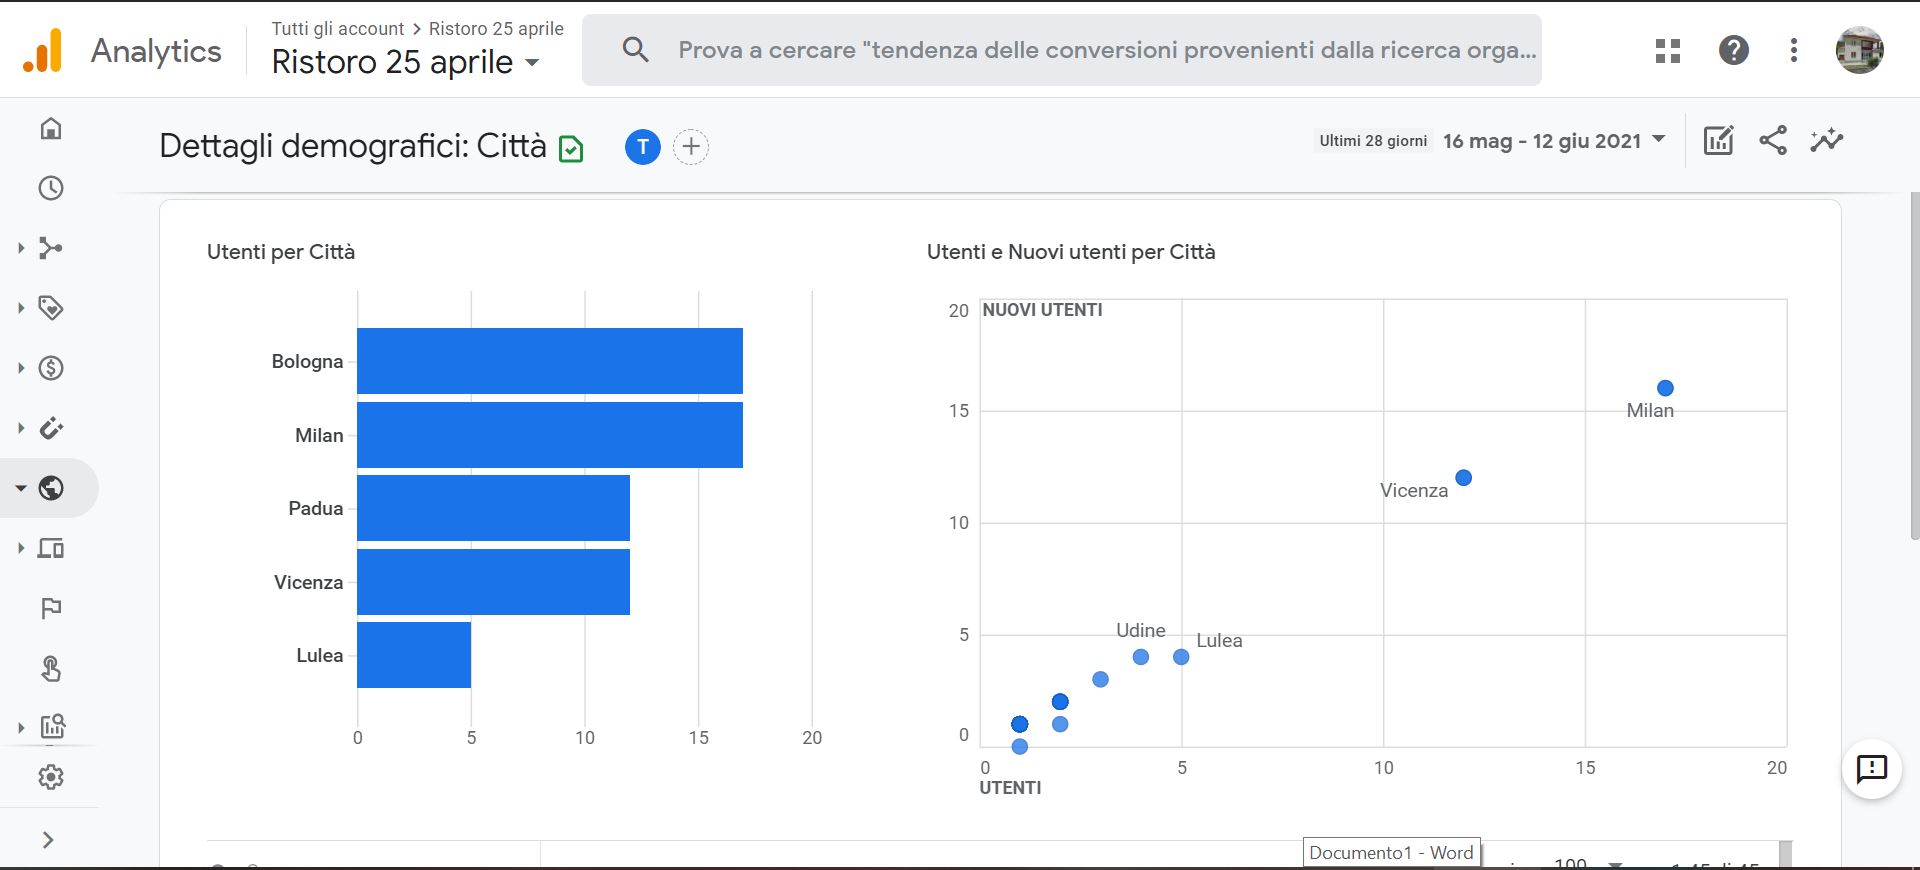 Analytics
Tutti gli account > Ristoro 25 aprile
Ristoro 25 aprile
Prova a cercare "tendenza delle conversioni provenienti dalla ricerca orga...
Dettagli demografici: Città
T
Ultimi 28 giorni 16 mag - 12 giu 2021
Utenti per Città
Bologna
Milan
Padua
Vicenza
Lulea
0 5 10 15 20
Utenti e Nuovi utenti per Città
20 NUOVI UTENTI
15
10
5
0
Milan
Vicenza
Udine
Lulea
0 5 10 15 20
UTENTI
Documento1 - Word
100